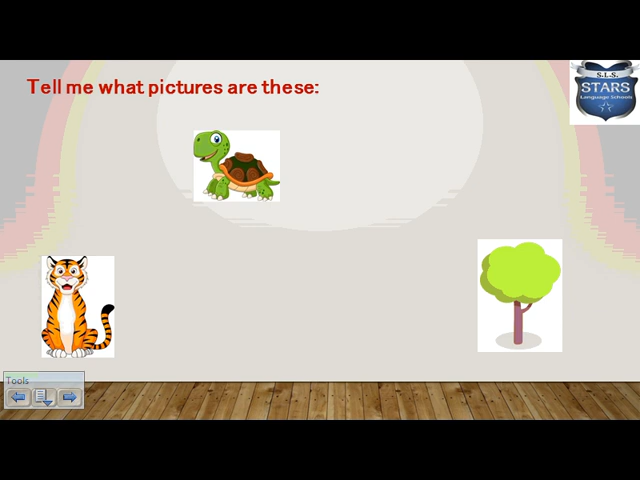 Tell me what pictures are these:
S.L.S.
STARS
Language Schools
Tools